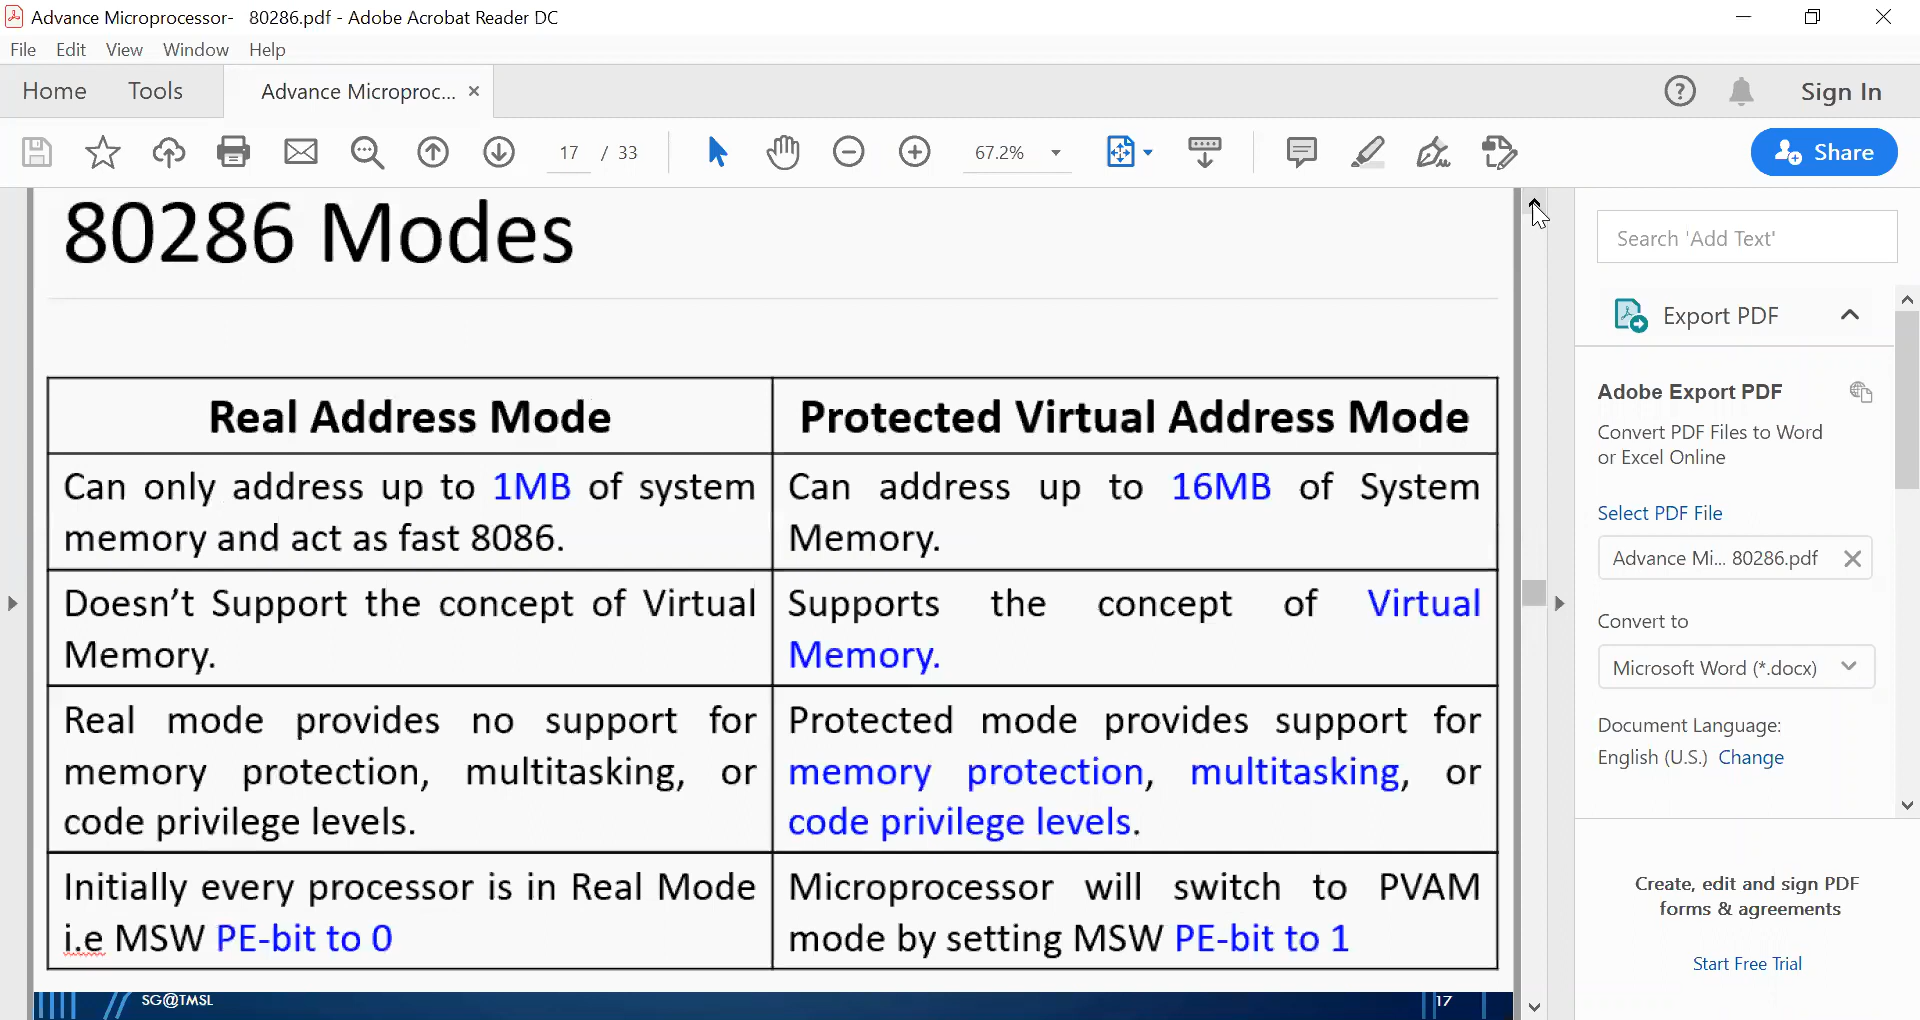 Advance Microprocessor- 80286.pdf - Adobe Acrobat Reader DC
File Edit View Window Help
Home Tools Advance Microproc... × Sign In
17 / 33 67.2% Share
80286 Modes
Real Address Mode
Protected Virtual Address Mode
Can only address up to 1MB of system
memory and act as fast 8086.
Can address up to 16MB of System
Memory.
Doesn't Support the concept of Virtual
Memory.
Supports the concept of Virtual
Memory.
Real mode provides no support for
memory protection, multitasking, or
code privilege levels.
Protected mode provides support for
memory protection, multitasking, or
code privilege levels.
Initially every processor is in Real Mode
i.e MSW PE-bit to 0
Microprocessor will switch to PVAM
mode by setting MSW PE-bit to 1
SG@TMSL 17
Search 'Add Text'
Export PDF
Adobe Export PDF
Convert PDF Files to Word
or Excel Online
Select PDF File
Advance Mi... 80286.pdf
Convert to
Microsoft Word (*.docx)
Document Language:
English (U.S.) Change
Create, edit and sign PDF
forms & agreements
Start Free Trial